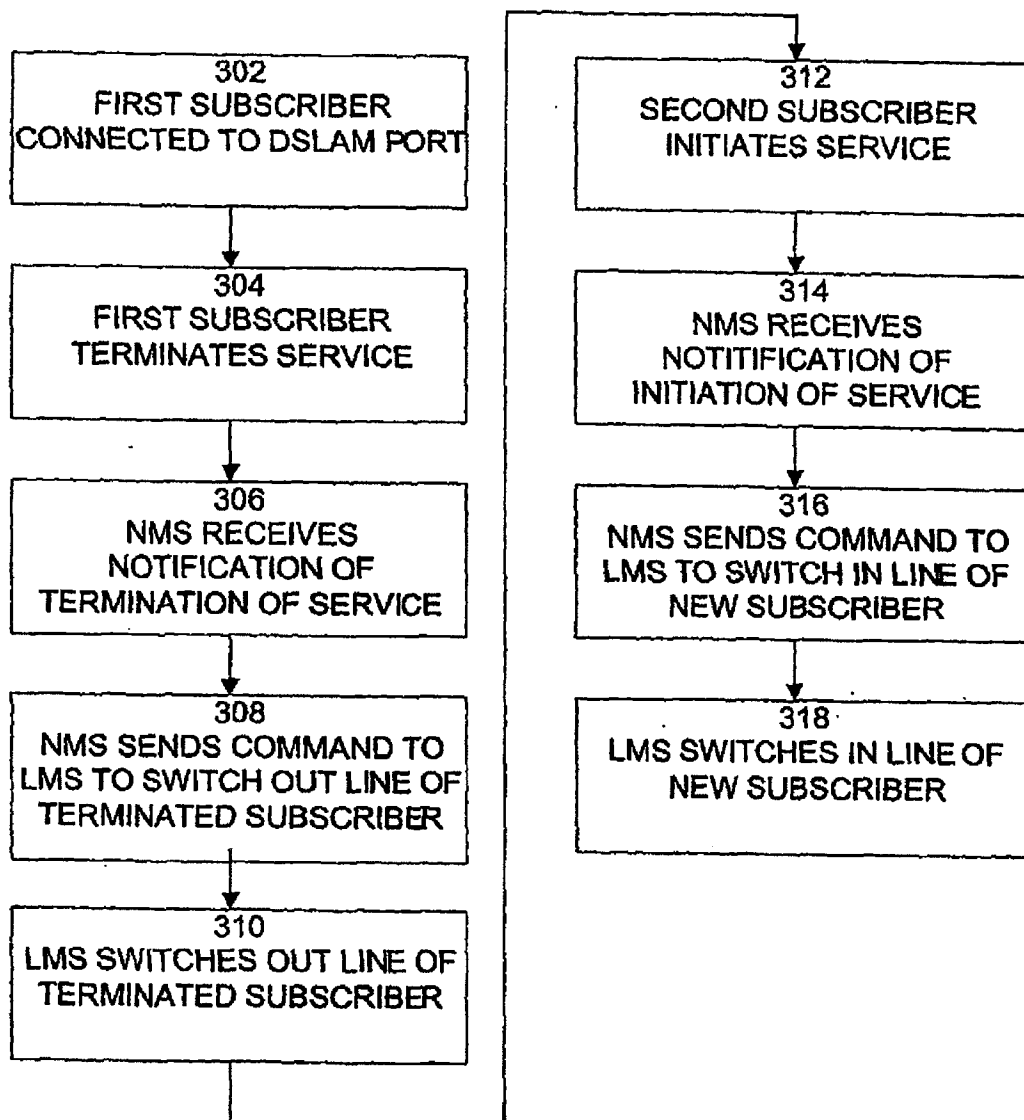 302
FIRST SUBSCRIBER
CONNECTED TO DSLAM PORT
304
FIRST SUBSCRIBER
TERMINATES SERVICE
306
NMS RECEIVES
NOTIFICATION OF
TERMINATION OF SERVICE
308
NMS SENDS COMMAND TO
LMS TO SWITCH OUT LINE OF
TERMINATED SUBSCRIBER
310
LMS SWITCHES OUT LINE OF
TERMINATED SUBSCRIBER
312
SECOND SUBSCRIBER
INITIATES SERVICE
314
NMS RECEIVES
NOTITIFICATION OF
INITIATION OF SERVICE
316
NMS SENDS COMMAND TO
LMS TO SWITCH IN LINE OF
NEW SUBSCRIBER
318
LMS SWITCHES IN LINE OF
NEW SUBSCRIBER